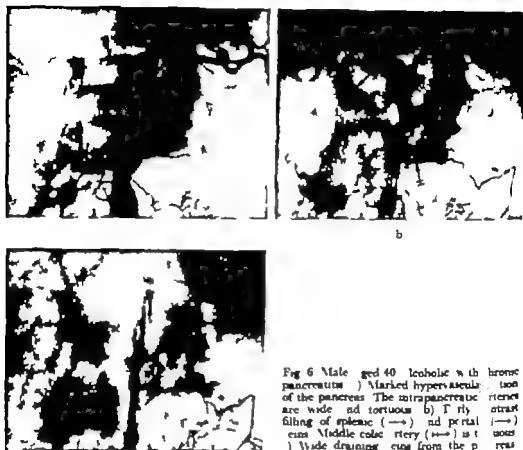 b
Fig 6 Male ged 40 lcoholic w th hronic
pancreatitis ) Marked hypervascula tion
of the pancreas The intrapancreatic rteries
are wide nd tortuous b) E rly ntrast
filling of splenic (→) nd portal (→)
eins Middle colic rtery (↦) is t uous
) Wide draining eins from the p reas